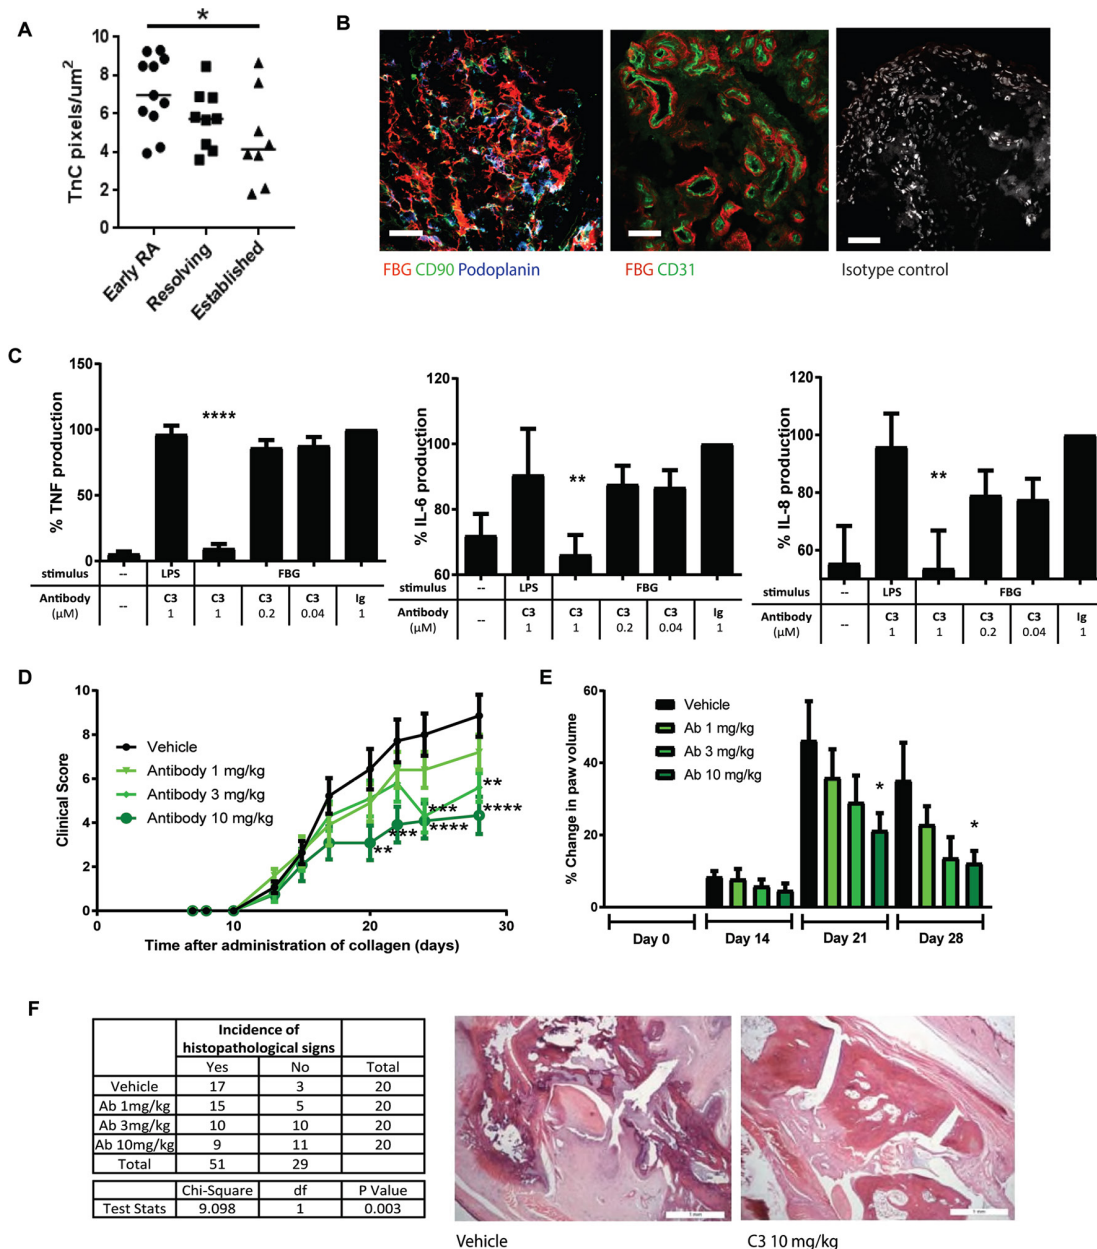 A
*
TnC pixels/um²
10
8
6
4
2
0
Early RA
Resolving
Established
B
FBG CD90 Podoplanin
FBG CD31
Isotype control
C
% TNF production
150
100
50
0
****
stimulus -- LPS FBG
Antibody (µM) -- C3 1 C3 1 C3 0.2 C3 0.04 Ig 1
% IL-6 production
120
100
80
60
**
stimulus -- LPS FBG
Antibody (µM) -- C3 1 C3 1 C3 0.2 C3 0.04 Ig 1
% IL-8 production
120
100
80
60
**
stimulus -- LPS FBG
Antibody (µM) -- C3 1 C3 1 C3 0.2 C3 0.04 Ig 1
D
Clinical Score
10
8
6
4
2
0
Vehicle
Antibody 1 mg/kg
Antibody 3 mg/kg
Antibody 10 mg/kg
**
***
****
***
****
**
0 10 20 30
Time after administration of collagen (days)
E
% Change in paw volume
60
40
20
0
Vehicle
Ab 1 mg/kg
Ab 3 mg/kg
Ab 10 mg/kg
*
*
Day 0 Day 14 Day 21 Day 28
F
Incidence of
histopathological signs
Yes No Total
Vehicle 17 3 20
Ab 1mg/kg 15 5 20
Ab 3mg/kg 10 10 20
Ab 10mg/kg 9 11 20
Total 51 29
Chi-Square df P Value
Test Stats 9.098 1 0.003
1 mm
1 mm
Vehicle
C3 10 mg/kg